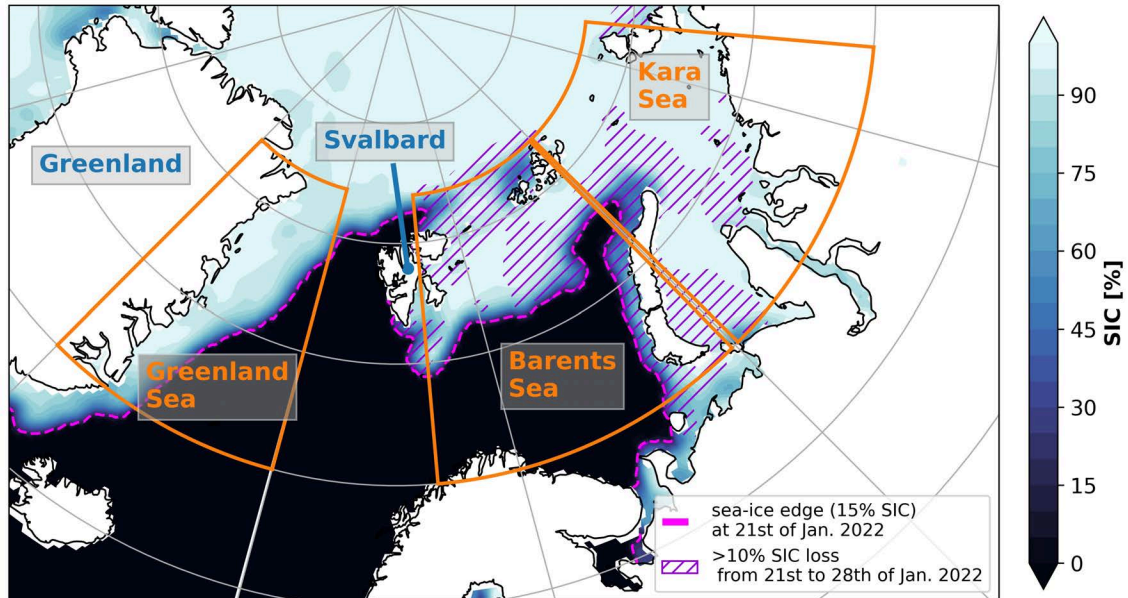 Kara
Sea
Svalbard
Greenland
Greenland
Sea
Barents
Sea
sea-ice edge (15% SIC)
at 21st of Jan. 2022
>10% SIC loss
from 21st to 28th of Jan. 2022
90
75
60
45
30
15
0
SIC [%]